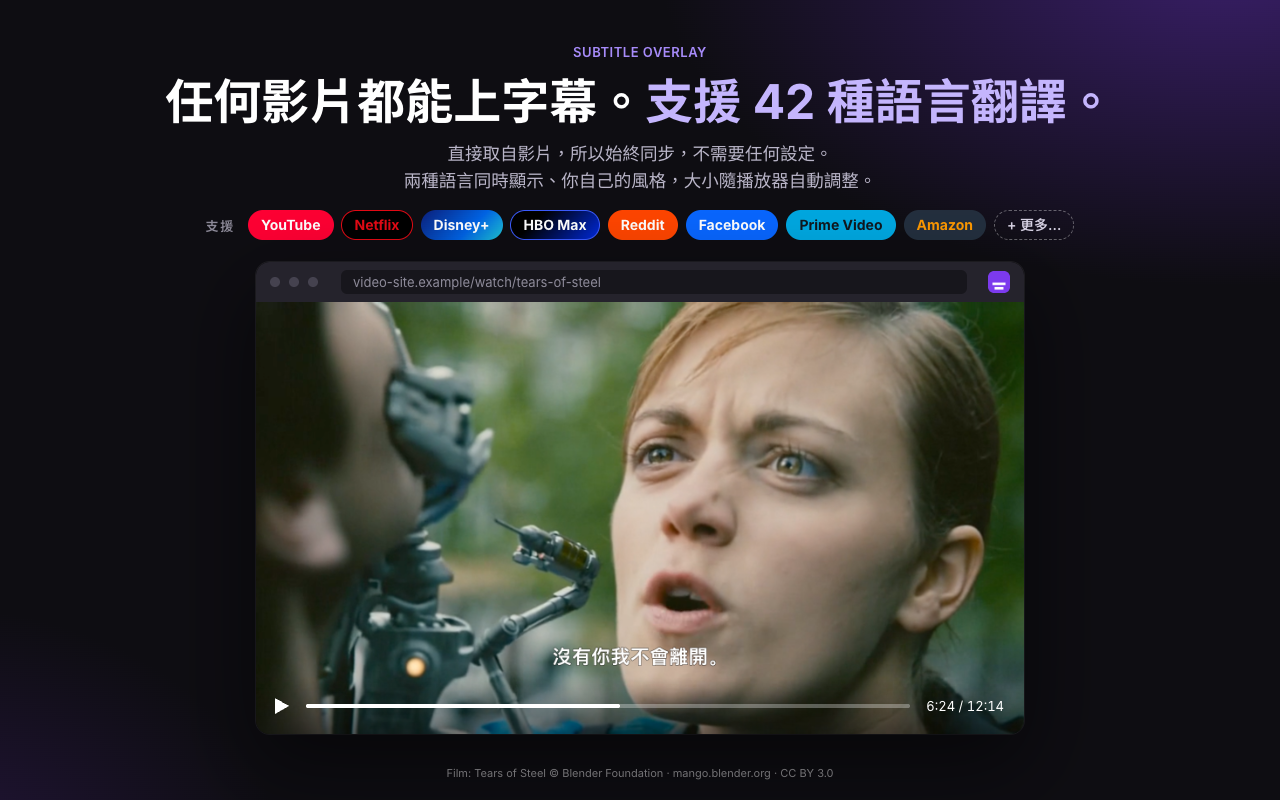 SUBTITLE OVERLAY
任何影片都能上字幕。支援 42 種語言翻譯。
直接取自影片，所以始終同步，不需要任何設定。
兩種語言同時顯示、你自己的風格，大小隨播放器自動調整。
支援 YouTube Netflix Disney+ HBO Max Reddit Facebook Prime Video Amazon + 更多…
video-site.example/watch/tears-of-steel
沒有你我不會離開。
6:24 / 12:14
Film: Tears of Steel © Blender Foundation · mango.blender.org · CC BY 3.0